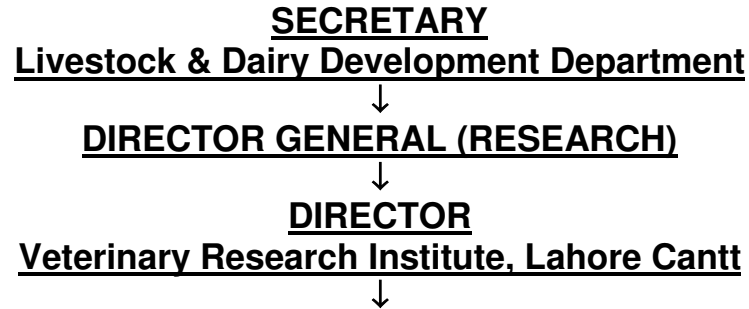 SECRETARY
Livestock & Dairy Development Department
↓
DIRECTOR GENERAL (RESEARCH)
↓
DIRECTOR
Veterinary Research Institute, Lahore Cantt
↓